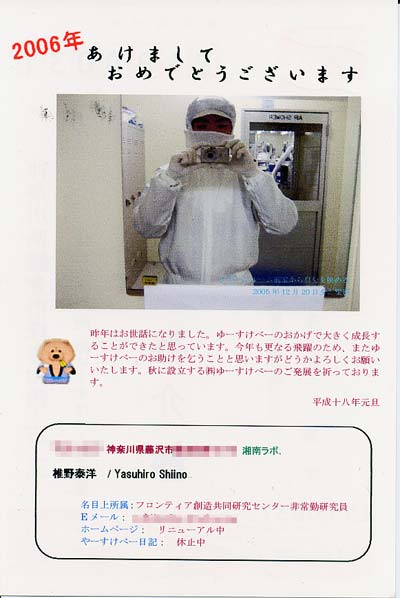 2006年
あけまして
おめでとうございます
AIR SHOWER
2005年12月20日
昨年はお世話になりました。ゆーすけべーのおかげで大きく成長す
ることができたと思っています。今年も更なる飛躍のため、またゆ
ーすけべーのお助けを乞うことと思いますがどうかよろしくお願い
いたします。秋に設立する㈱ゆーすけべーのご発展を祈っておりま
す。
平成十八年元旦
神奈川県藤沢市 湘南ラボ.
椎野泰洋 / Yasuhiro Shiino
名目上所属:フロンティア創造共同研究センター非常勤研究員
Eメール:
ホームページ: リニューアル中
やーすけべー日記: 休止中